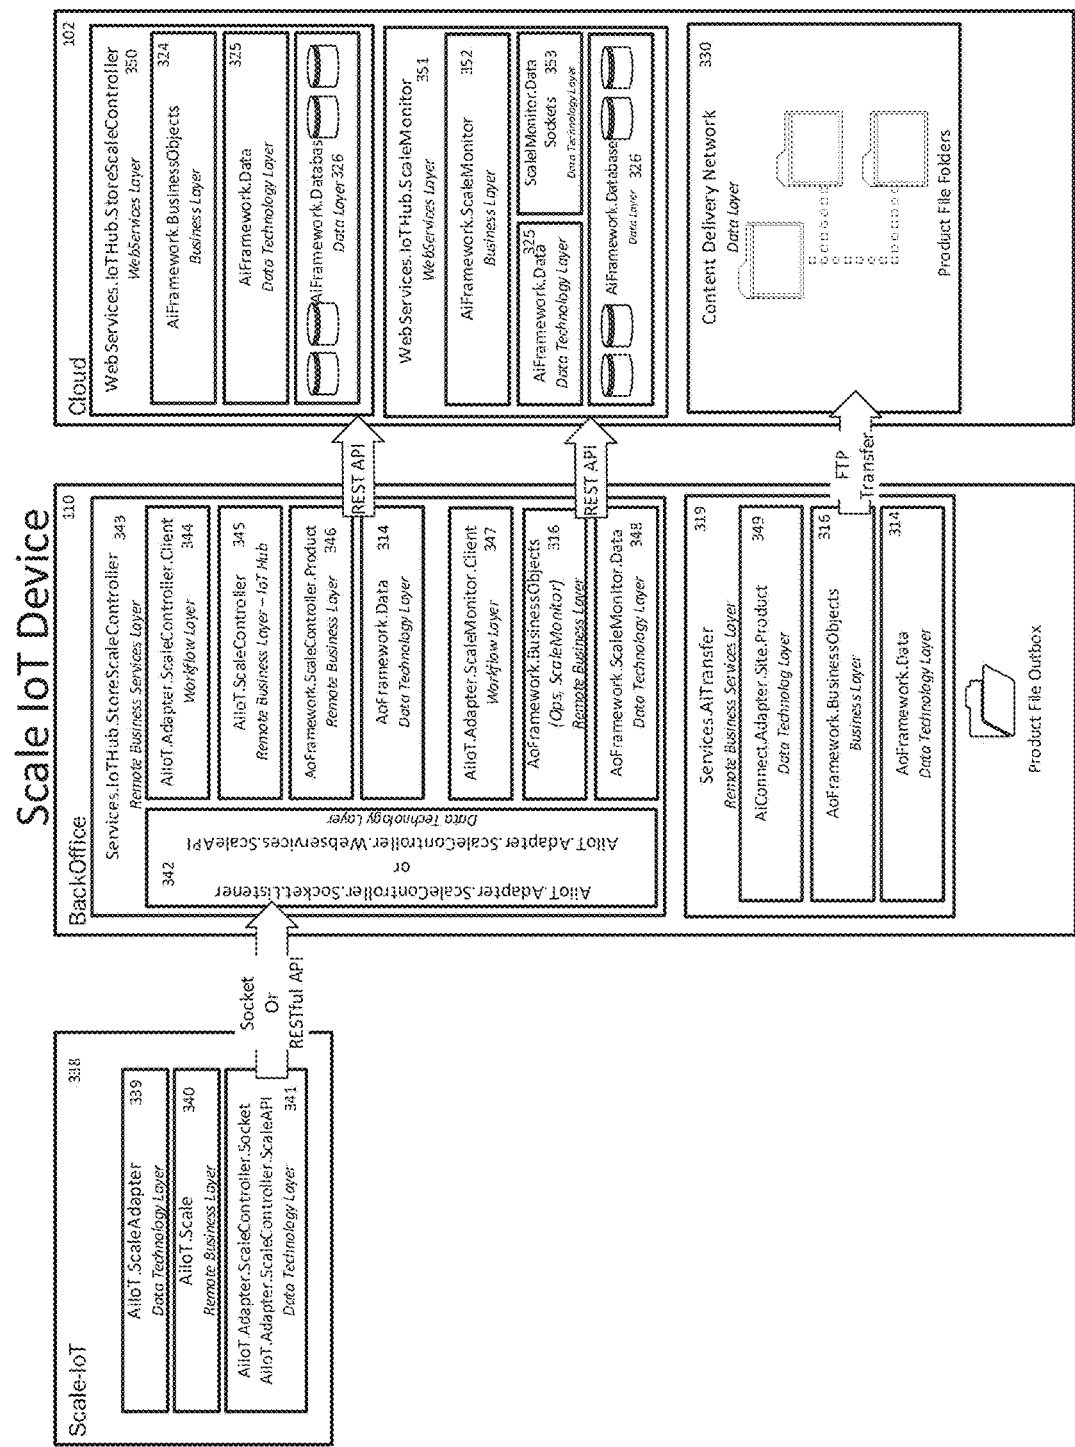 Scale IoT Device
Scale-IoT
338
AiIoT.ScaleAdapter
339
Data Technology Layer
AiIoT.Scale
340
Remote Business Layer
AiIoT.Adapter.ScaleController.Socket
AiIoT.Adapter.ScaleController.ScaleAPI
Data Technology Layer
341
Socket
Or
RESTful API
BackOffice
110
Services.IoTHub.StoreScaleController
343
Remote Business Services Layer
342
AiIoT.Adapter.ScaleController.Socket.Listener
or
AiIoT.Adapter.ScaleController.Webservices.ScaleAPI
Data Technology Layer
AiIoT.Adapter.ScaleController.Client
Workflow Layer
344
AiIoT.ScaleController
345
Remote Business Layer – IoT Hub
AoFramework.ScaleController.Product
Remote Business Layer
346
AoFramework.Data
314
Data Technology Layer
AiIoT.Adapter.ScaleMonitor.Client
Workflow Layer
347
AoFramework.BusinessObjects
(Ops, ScaleMonitor)
316
Remote Business Layer
AoFramework.ScaleMonitor.Data
Data Technology Layer
348
REST API
REST API
Services.AiTransfer
319
Remote Business Services Layer
AiConnect.Adapter.Site.Product
349
Data Technolog Layer
AoFramework.BusinessObjects
316
Business Layer
AoFramework.Data
314
Data Technology Layer
Product File Outbox
FTP
Transfer
Cloud
102
WebServices.IoTHub.StoreScaleController
WebServices Layer
350
AiFramework.BusinessObjects
324
Business Layer
AiFramework.Data
325
Data Technology Layer
AiFramework.Database
Data Layer 326
WebServices.IoTHub.ScaleMonitor
WebServices Layer
351
AiFramework.ScaleMonitor
352
Business Layer
AiFramework.Data
325
Data Technology Layer
ScaleMonitor.Data
Sockets
353
Data Technology Layer
AiFramework.Database
Data Layer
326
Content Delivery Network
330
Data Layer
Product File Folders